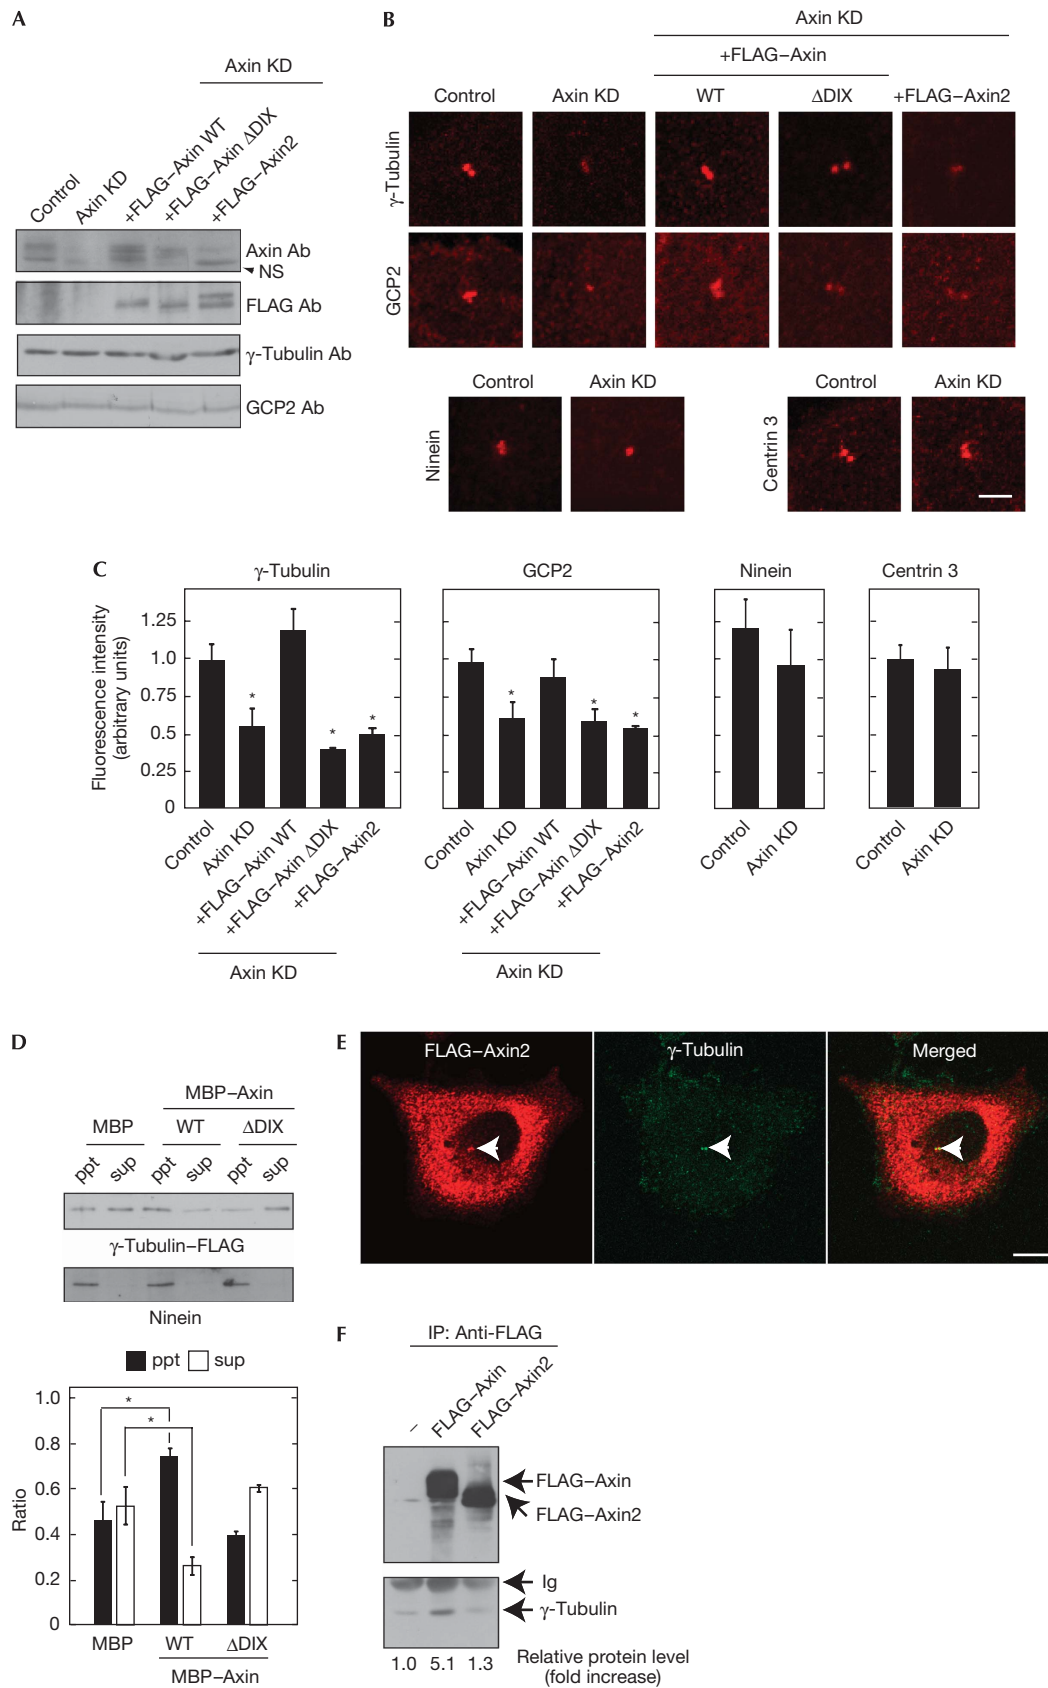 A
Axin KD
Control
Axin KD
+FLAG–Axin WT
+FLAG–Axin ΔDIX
+FLAG–Axin2
Axin Ab
NS
FLAG Ab
γ-Tubulin Ab
GCP2 Ab
B
Axin KD
+FLAG–Axin
Control
Axin KD
WT
ΔDIX
+FLAG–Axin2
γ-Tubulin
GCP2
Control
Axin KD
Ninein
Control
Axin KD
Centrin 3
C
γ-Tubulin
GCP2
Ninein
Centrin 3
Fluorescence intensity
(arbitrary units)
1.25
1.0
0.75
0.5
0.25
0
*
*
*
*
*
*
Control
Axin KD
+FLAG–Axin WT
+FLAG–Axin ΔDIX
+FLAG–Axin2
Axin KD
Control
Axin KD
+FLAG–Axin WT
+FLAG–Axin ΔDIX
+FLAG–Axin2
Axin KD
Control
Axin KD
Control
Axin KD
D
MBP–Axin
MBP
WT
ΔDIX
ppt
sup
ppt
sup
ppt
sup
γ-Tubulin–FLAG
Ninein
ppt
sup
Ratio
1.0
0.8
0.6
0.4
0.2
0
*
*
MBP
WT
ΔDIX
MBP–Axin
E
FLAG–Axin2
γ-Tubulin
Merged
F
IP: Anti-FLAG
–
FLAG–Axin
FLAG–Axin2
FLAG–Axin
FLAG–Axin2
Ig
γ-Tubulin
1.0 5.1 1.3
Relative protein level
(fold increase)